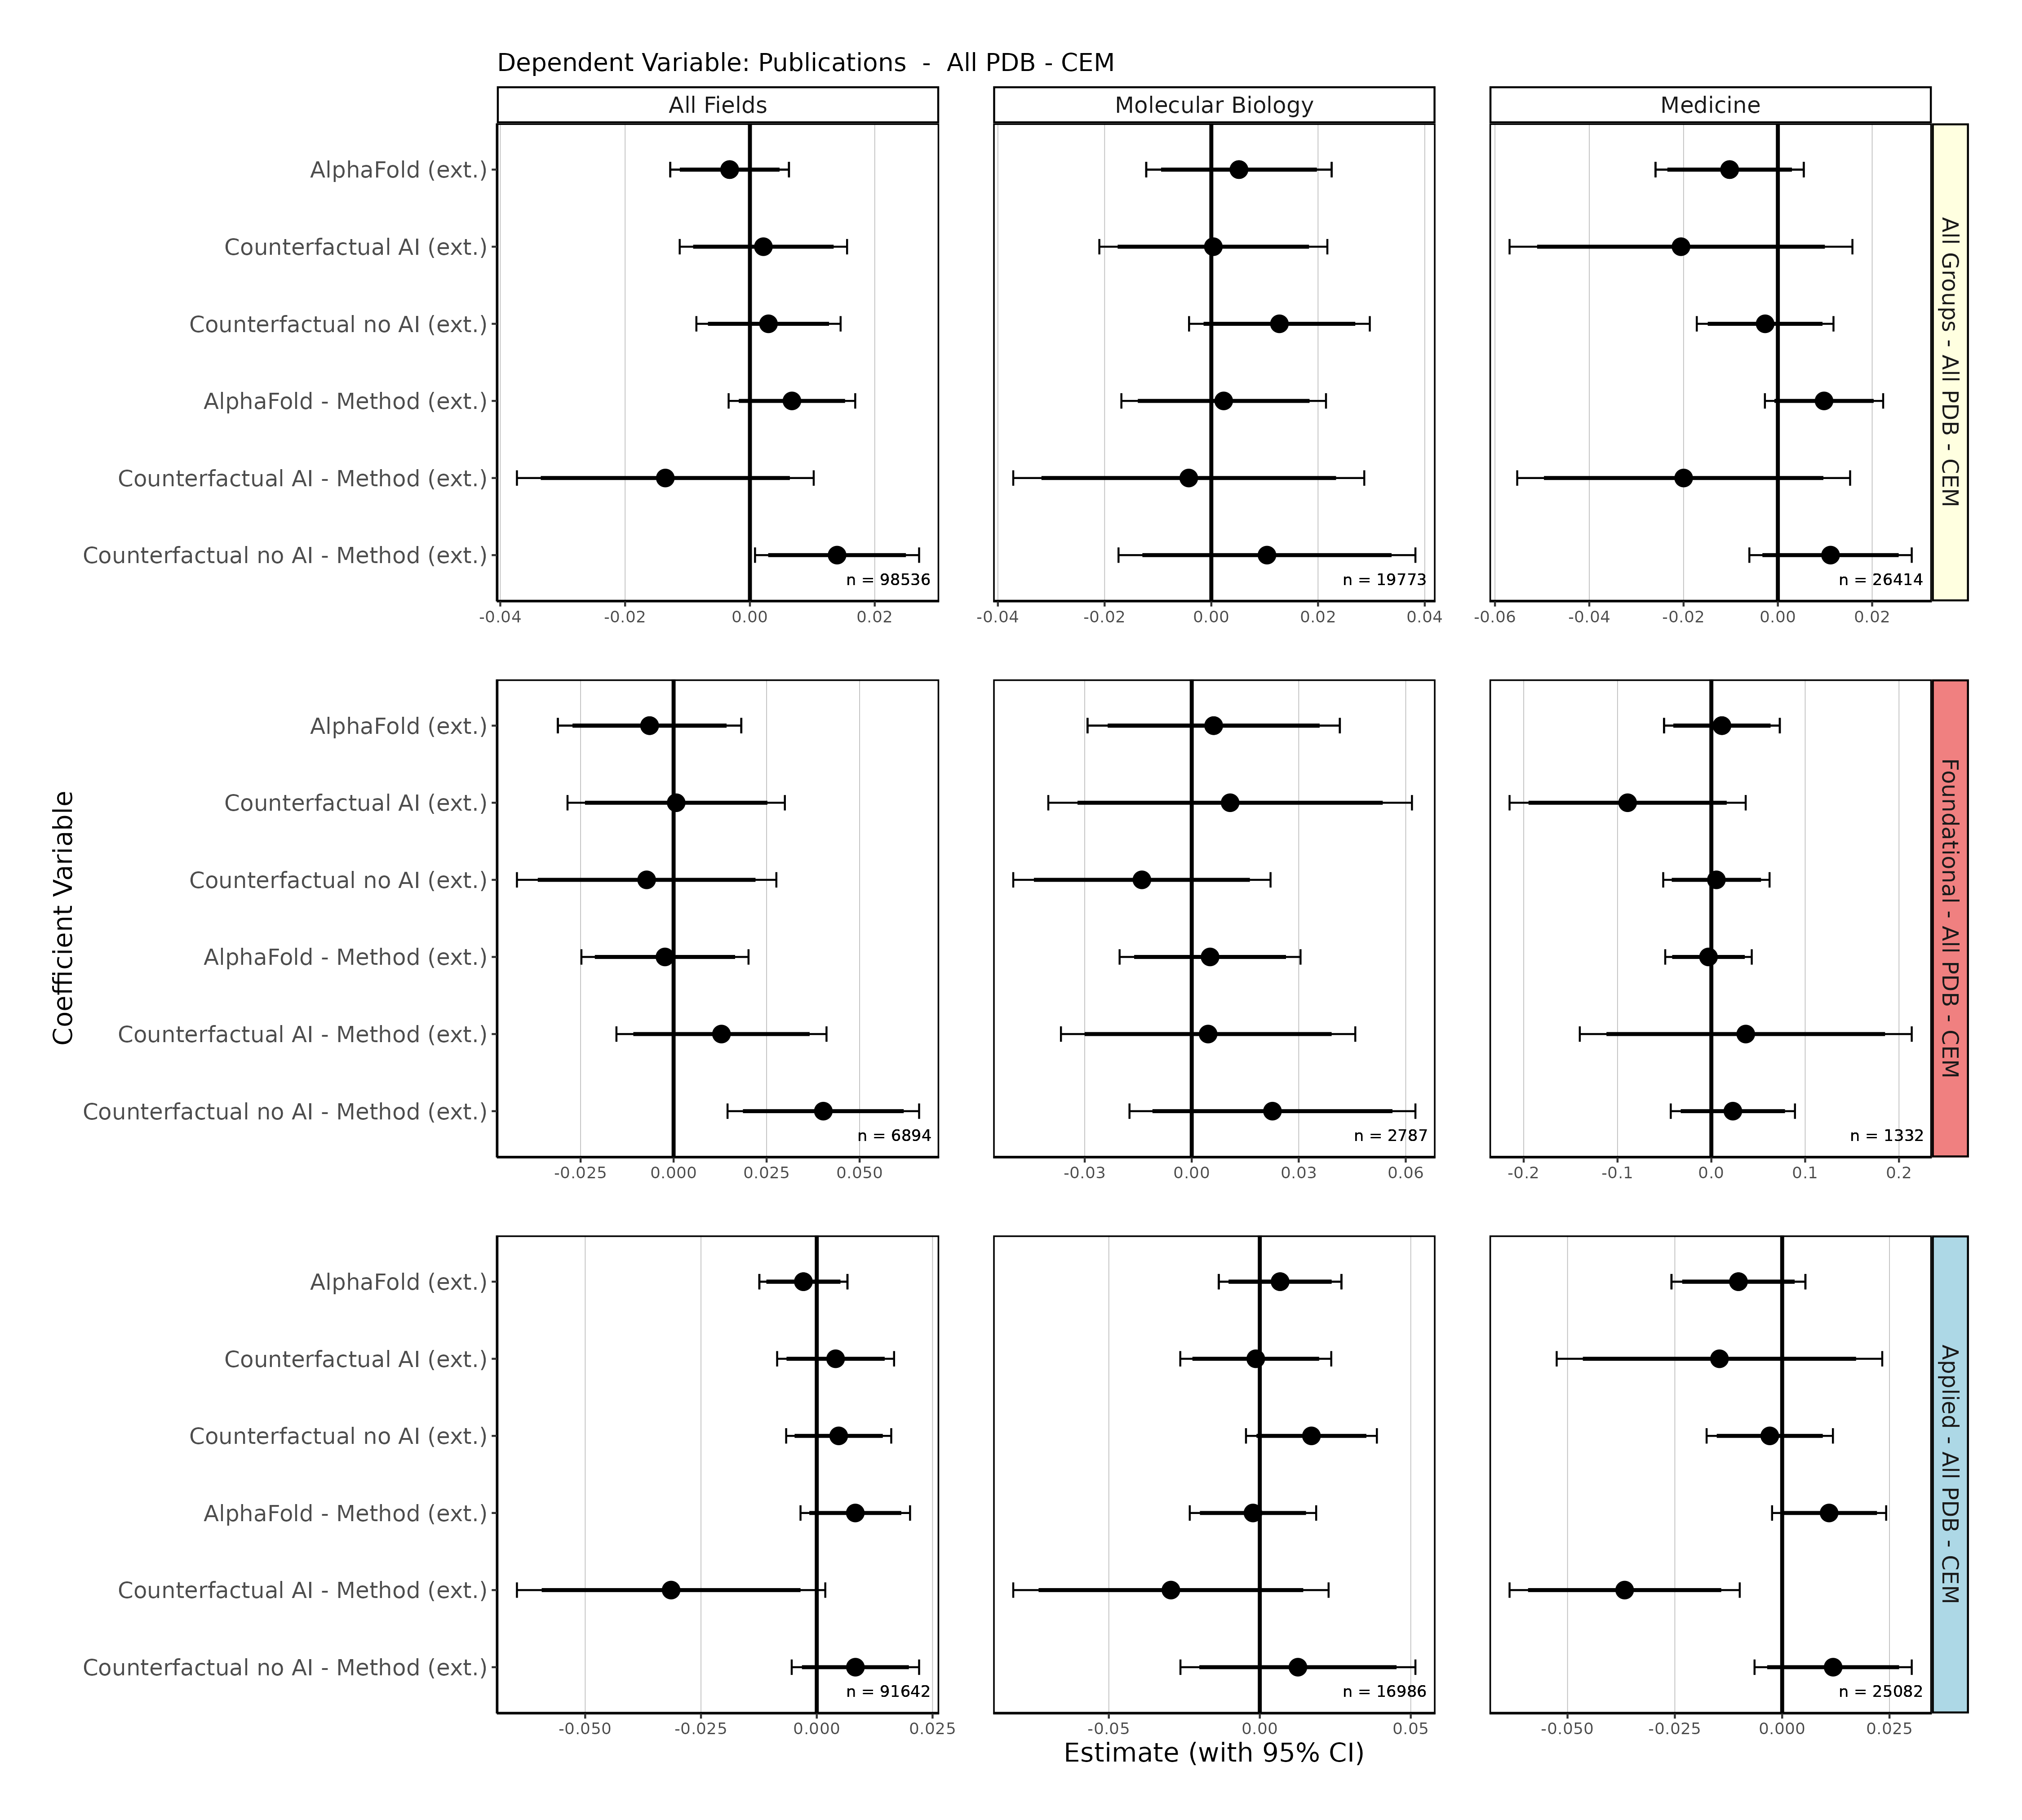 Dependent Variable: Publications  -  All PDB - CEM
All Fields
Molecular Biology
Medicine
AlphaFold (ext.)
Counterfactual AI (ext.)
Counterfactual no AI (ext.)
AlphaFold - Method (ext.)
Counterfactual AI - Method (ext.)
Counterfactual no AI - Method (ext.)
n = 98536
n = 19773
n = 26414
All Groups - All PDB - CEM
-0.04 -0.02 0.00 0.02
-0.04 -0.02 0.00 0.02 0.04
-0.06 -0.04 -0.02 0.00 0.02
Coefficient Variable
AlphaFold (ext.)
Counterfactual AI (ext.)
Counterfactual no AI (ext.)
AlphaFold - Method (ext.)
Counterfactual AI - Method (ext.)
Counterfactual no AI - Method (ext.)
n = 6894
n = 2787
n = 1332
Foundational - All PDB - CEM
-0.025 0.000 0.025 0.050
-0.03 0.00 0.03 0.06
-0.2 -0.1 0.0 0.1 0.2
AlphaFold (ext.)
Counterfactual AI (ext.)
Counterfactual no AI (ext.)
AlphaFold - Method (ext.)
Counterfactual AI - Method (ext.)
Counterfactual no AI - Method (ext.)
n = 91642
n = 16986
n = 25082
Applied - All PDB - CEM
-0.050 -0.025 0.000 0.025
-0.05 0.00 0.05
-0.050 -0.025 0.000 0.025
Estimate (with 95% CI)